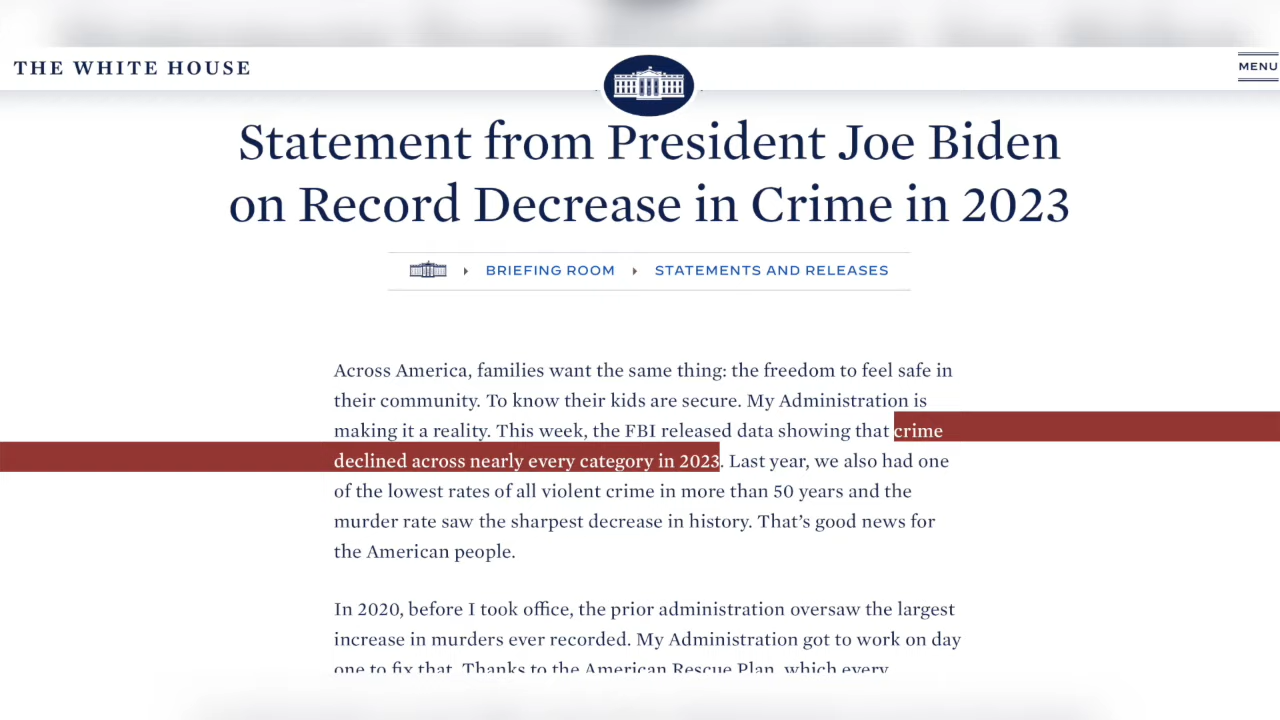 THE WHITE HOUSE
MENU
Statement from President Joe Biden
on Record Decrease in Crime in 2023
BRIEFING ROOM
STATEMENTS AND RELEASES
Across America, families want the same thing: the freedom to feel safe in
their community. To know their kids are secure. My Administration is
making it a reality. This week, the FBI released data showing that crime
declined across nearly every category in 2023. Last year, we also had one
of the lowest rates of all violent crime in more than 50 years and the
murder rate saw the sharpest decrease in history. That’s good news for
the American people.
In 2020, before I took office, the prior administration oversaw the largest
increase in murders ever recorded. My Administration got to work on day
one to fix that. Thanks to the American Rescue Plan, which every